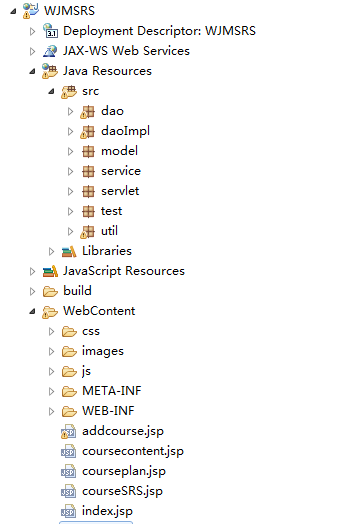 WJMSRS
3.1 Deployment Descriptor: WJMSRS
JAX-WS Web Services
Java Resources
src
dao
daoImpl
model
service
servlet
test
util
Libraries
JavaScript Resources
build
WebContent
css
images
js
META-INF
WEB-INF
addcourse.jsp
coursecontent.jsp
courseplan.jsp
courseSRS.jsp
index.jsp